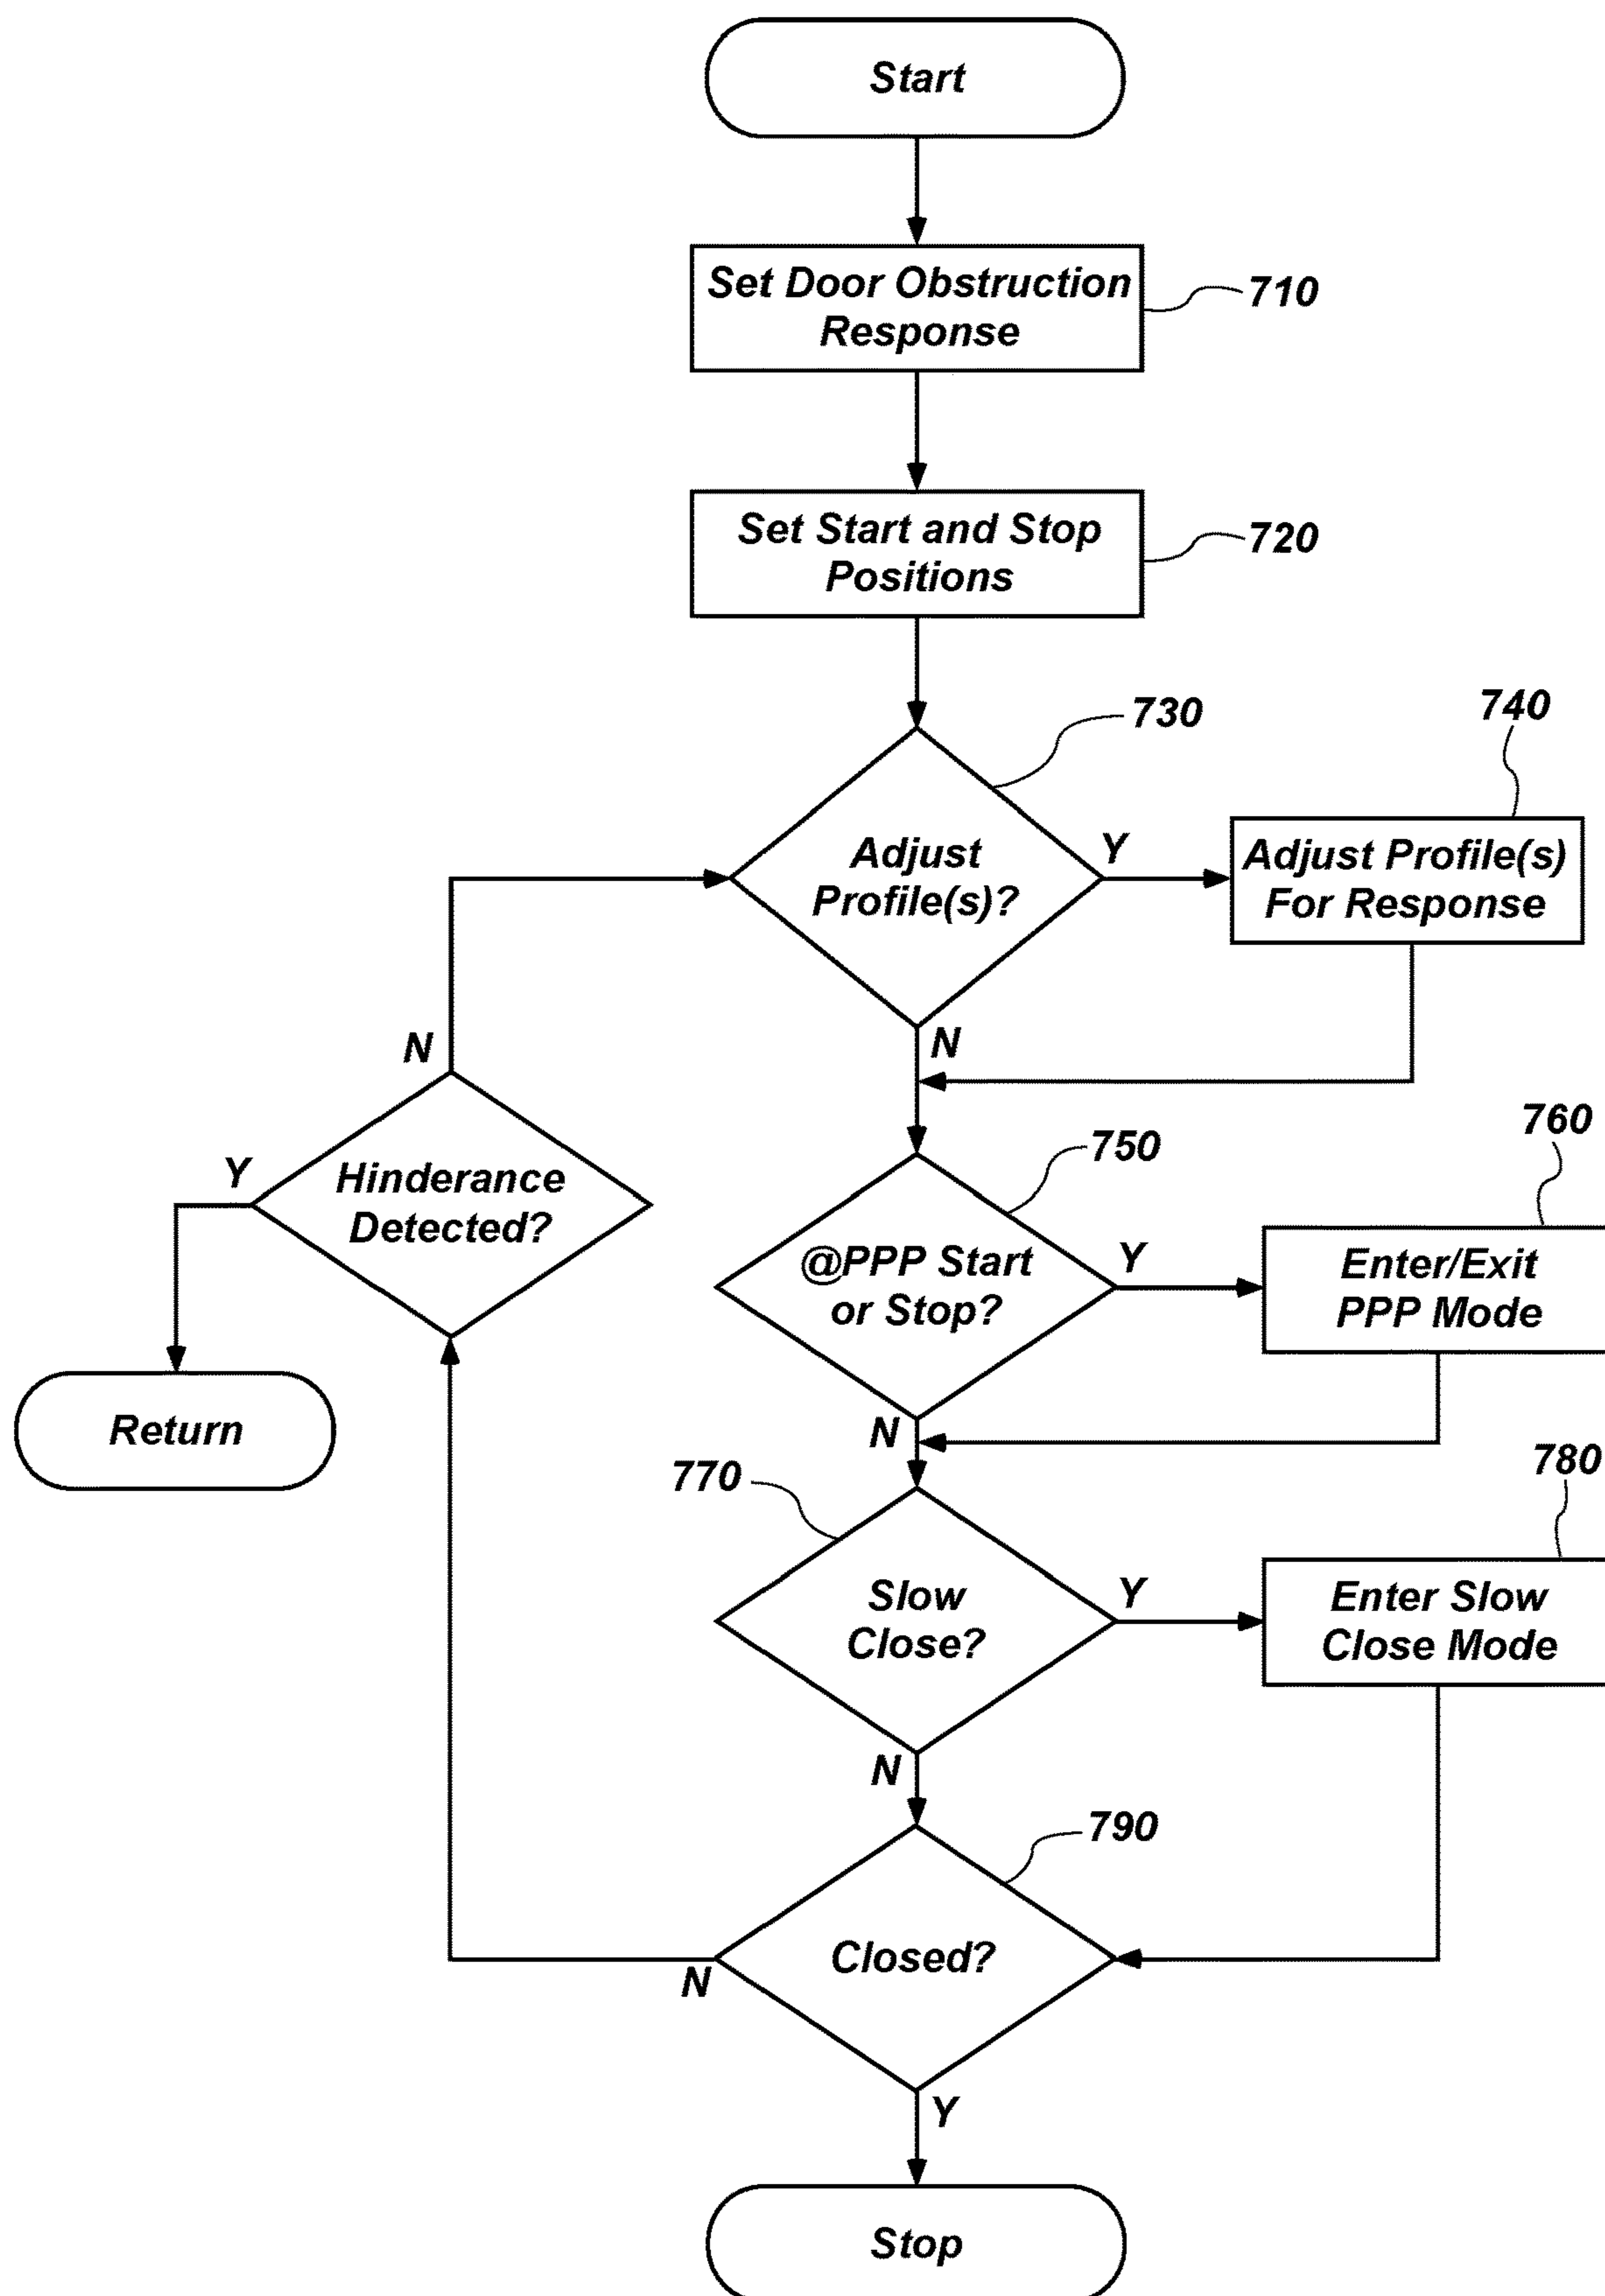 Start
Set Door Obstruction
Response
710
Set Start and Stop
Positions
720
730
740
Adjust
Profile(s)?
Y
Adjust Profile(s)
For Response
N
N
750
760
Hinderance
Detected?
Y
@PPP Start
or Stop?
Y
Enter/Exit
PPP Mode
Return
N
770
780
Slow
Close?
Y
Enter Slow
Close Mode
N
790
Closed?
N
Y
Stop